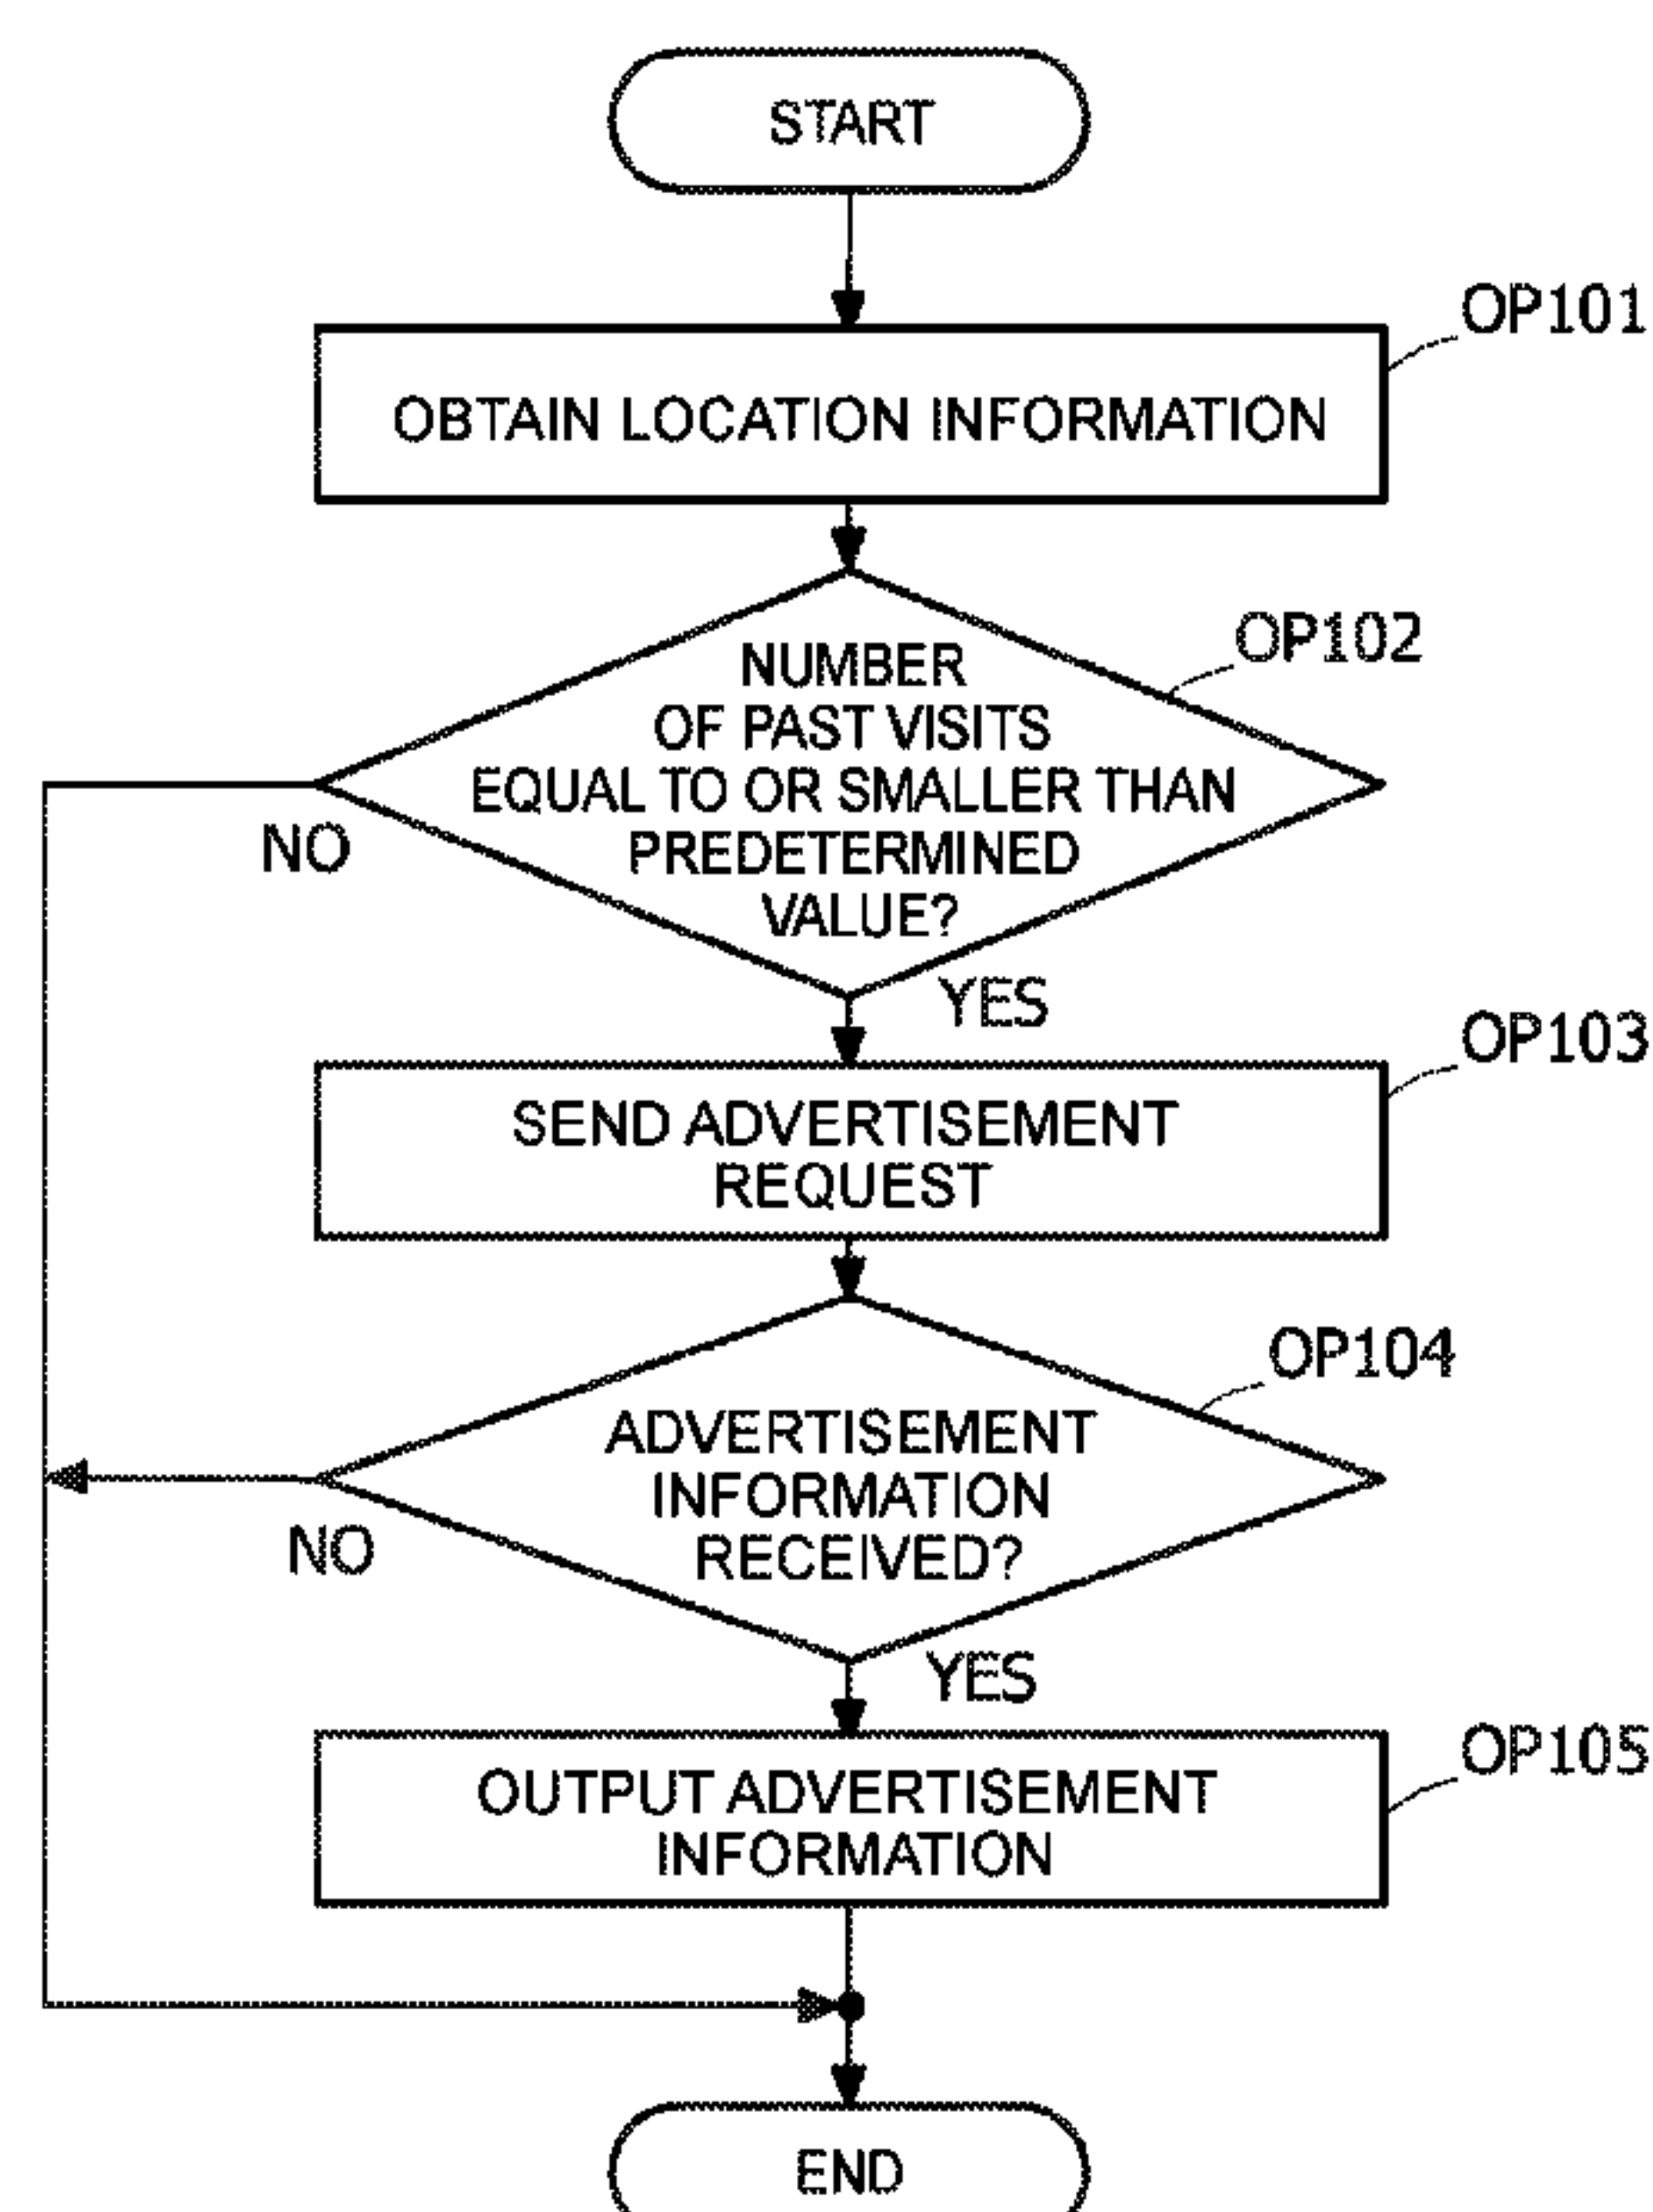 START
OP101
OBTAIN LOCATION INFORMATION
OP102
NUMBER
OF PAST VISITS
EQUAL TO OR SMALLER THAN
PREDETERMINED
VALUE?
NO
YES
OP103
SEND ADVERTISEMENT
REQUEST
OP104
ADVERTISEMENT
INFORMATION
RECEIVED?
NO
YES
OP105
OUTPUT ADVERTISEMENT
INFORMATION
END